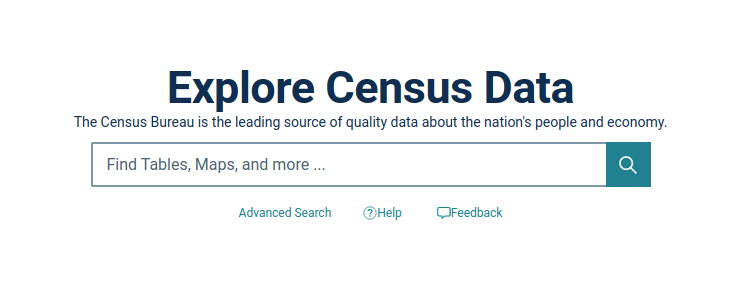 Explore Census Data
The Census Bureau is the leading source of quality data about the nation's people and economy.
Find Tables, Maps, and more ...
Advanced Search Help Feedback